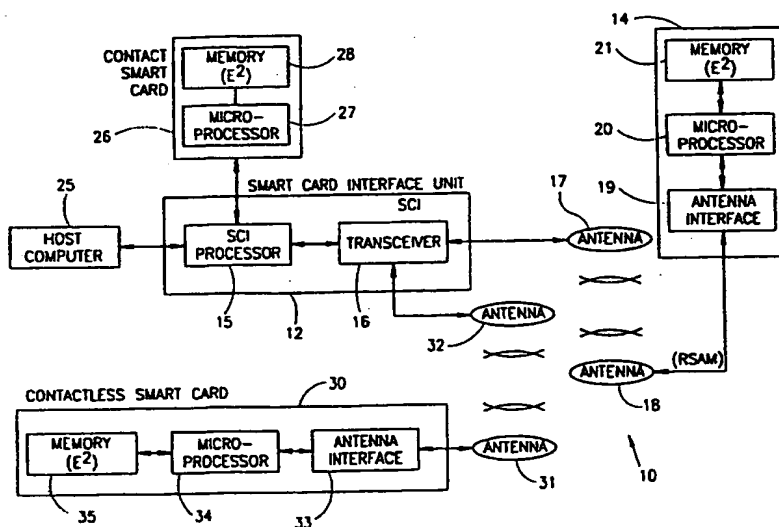 14
21
MEMORY
(E²)
MICRO-
PROCESSOR
20
19
ANTENNA
INTERFACE
CONTACT
SMART
CARD
MEMORY
(E²)
28
MICRO-
PROCESSOR
27
26
SMART CARD INTERFACE UNIT
SCI
25
HOST
COMPUTER
SCI
PROCESSOR
TRANSCEIVER
15
12
16
17
ANTENNA
ANTENNA
32
(RSAM)
ANTENNA
18
CONTACTLESS SMART CARD
30
MEMORY
(E²)
MICRO-
PROCESSOR
ANTENNA
INTERFACE
ANTENNA
31
10
35
34
33